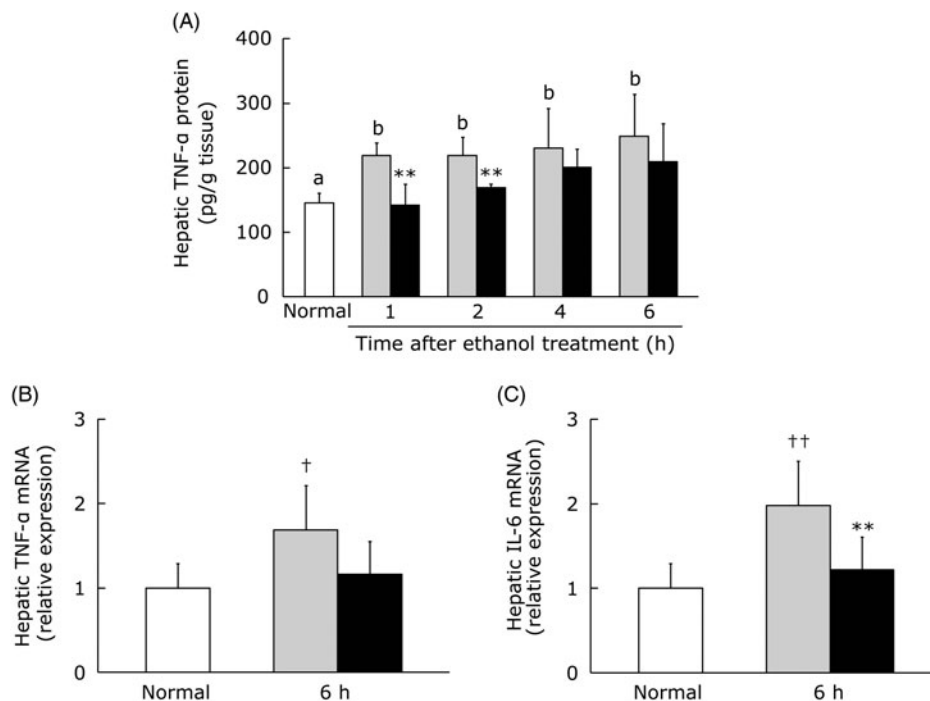 (A)
Hepatic TNF-α protein
(pg/g tissue)
400
300
200
100
0
a
b
**
b
**
b
b
Normal
1
2
4
6
Time after ethanol treatment (h)
(B)
Hepatic TNF-α mRNA
(relative expression)
3
2
1
0
†
Normal
6 h
(C)
Hepatic IL-6 mRNA
(relative expression)
3
2
1
0
††
**
Normal
6 h